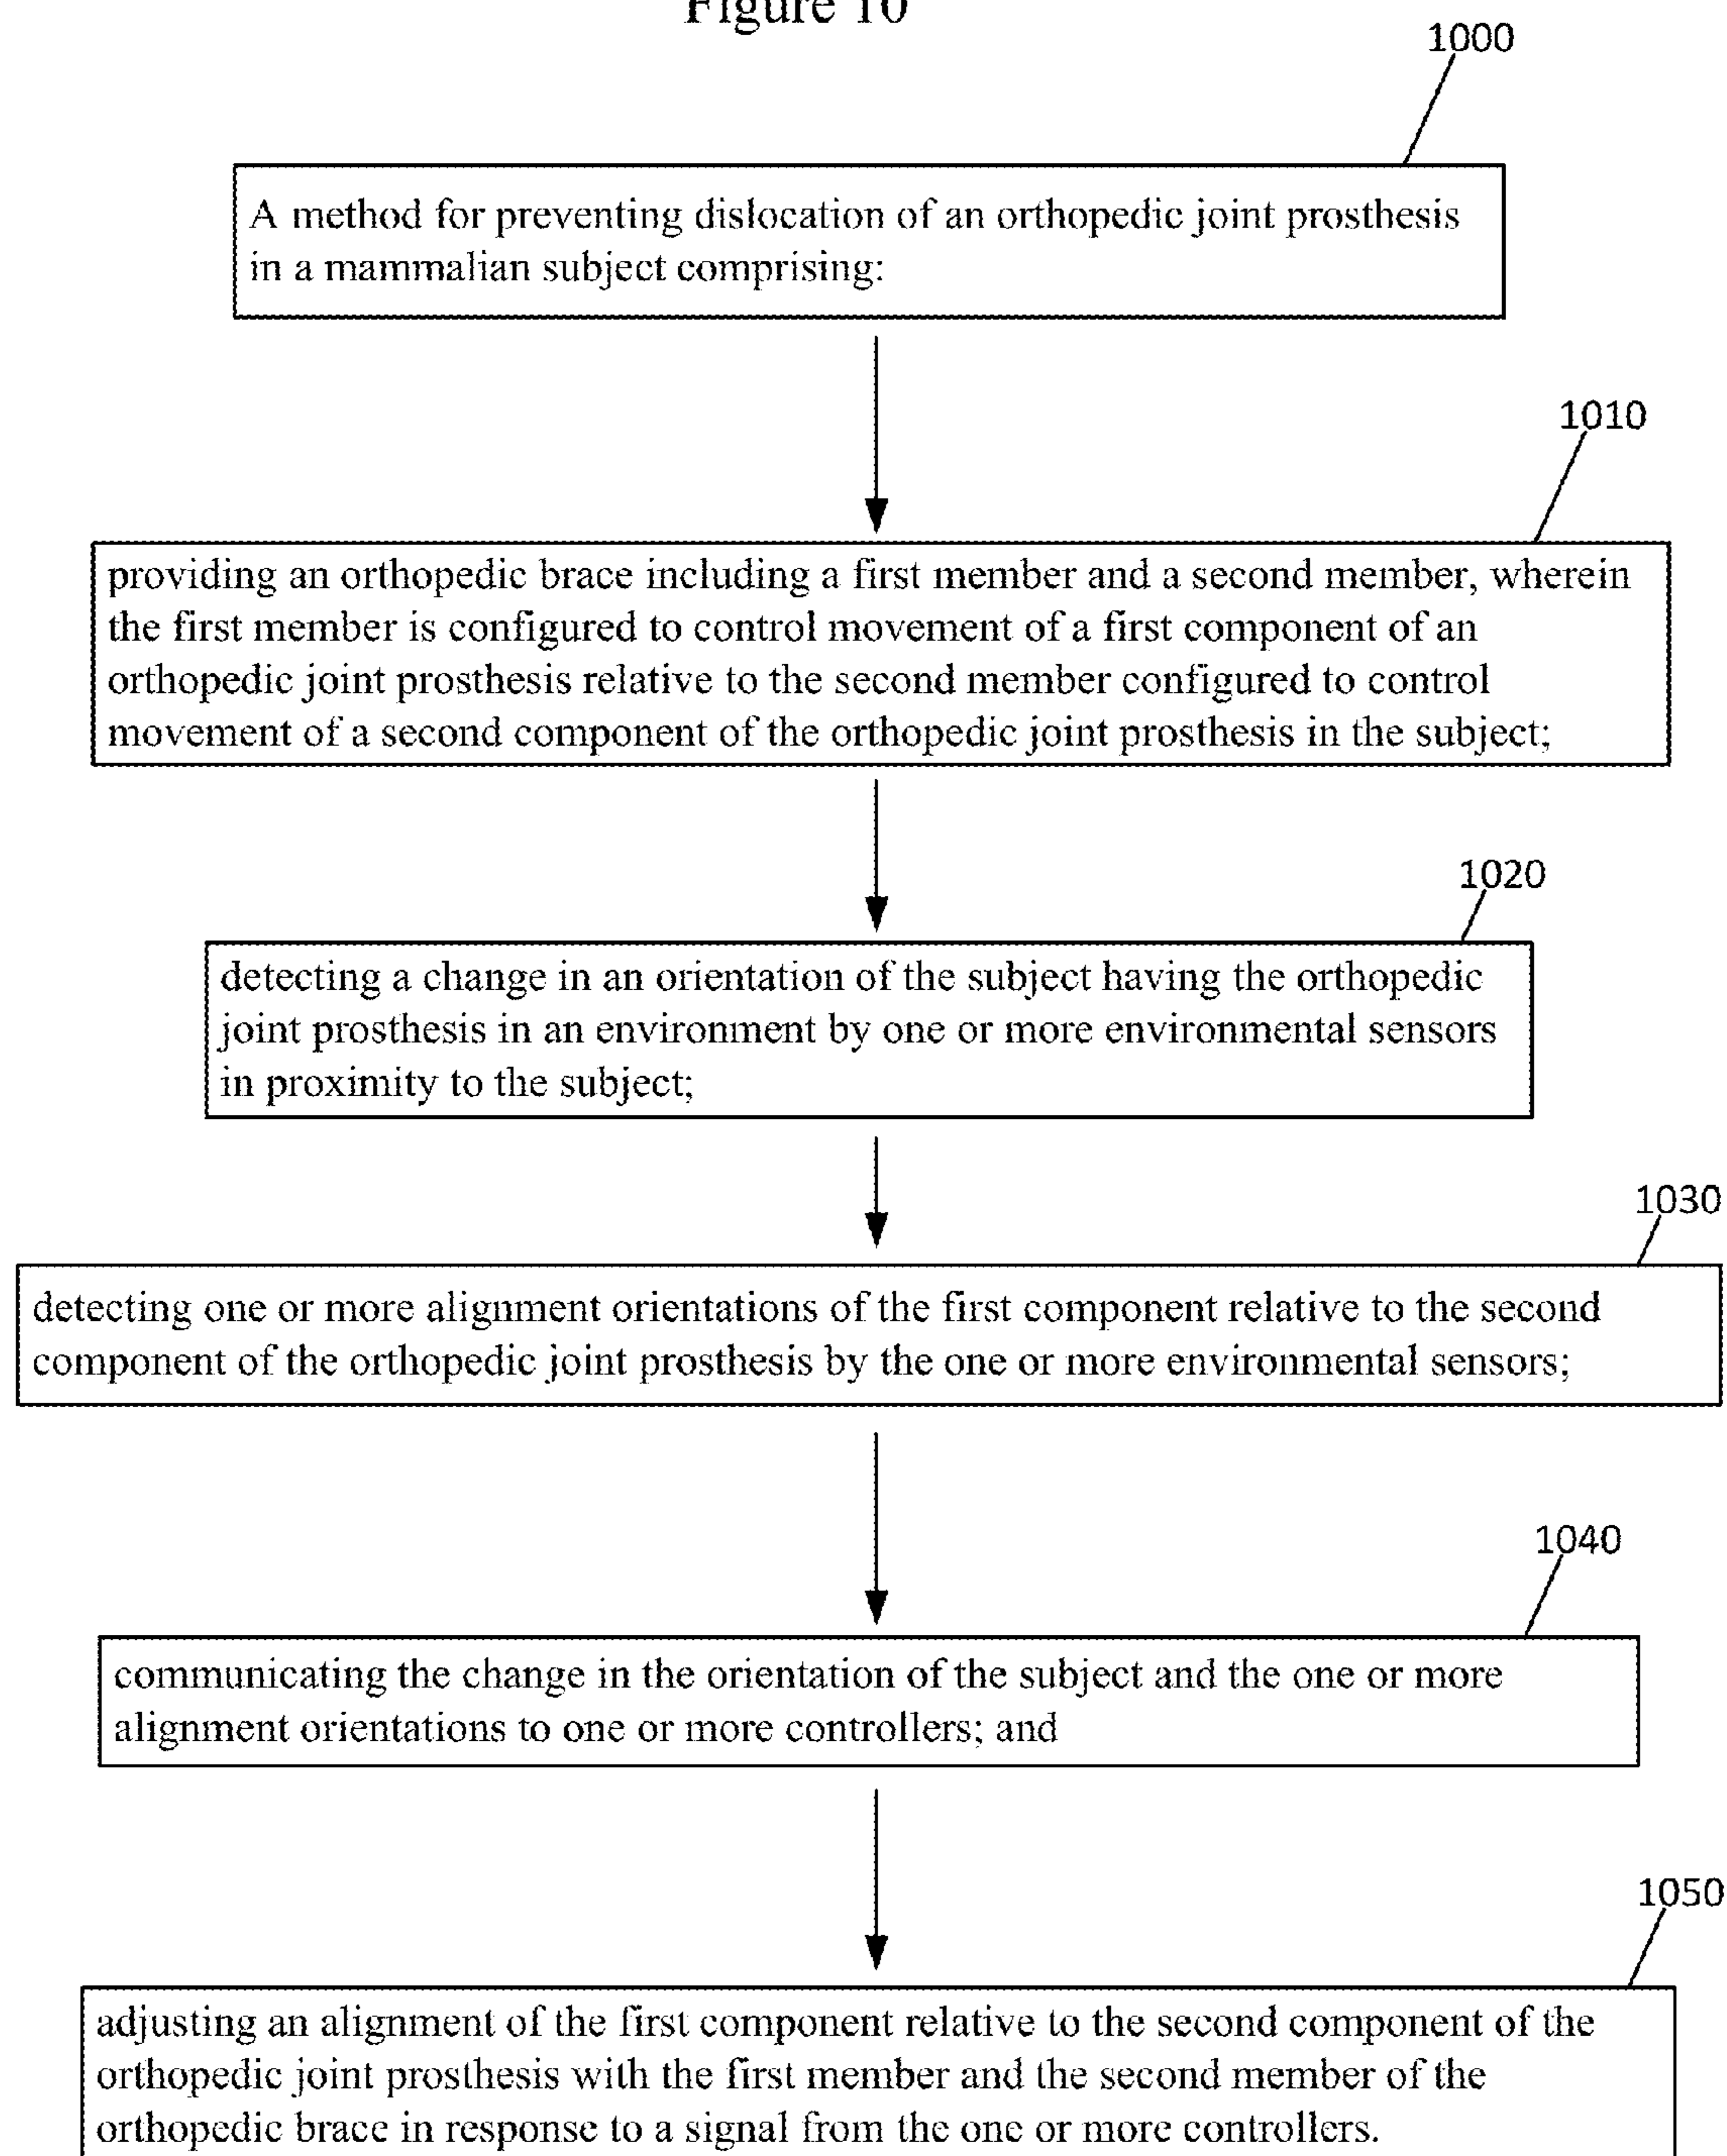 Figure 10
1000
A method for preventing dislocation of an orthopedic joint prosthesis
in a mammalian subject comprising:
1010
providing an orthopedic brace including a first member and a second member, wherein
the first member is configured to control movement of a first component of an
orthopedic joint prosthesis relative to the second member configured to control
movement of a second component of the orthopedic joint prosthesis in the subject;
1020
detecting a change in an orientation of the subject having the orthopedic
joint prosthesis in an environment by one or more environmental sensors
in proximity to the subject;
1030
detecting one or more alignment orientations of the first component relative to the second
component of the orthopedic joint prosthesis by the one or more environmental sensors;
1040
communicating the change in the orientation of the subject and the one or more
alignment orientations to one or more controllers; and
1050
adjusting an alignment of the first component relative to the second component of the
orthopedic joint prosthesis with the first member and the second member of the
orthopedic brace in response to a signal from the one or more controllers.